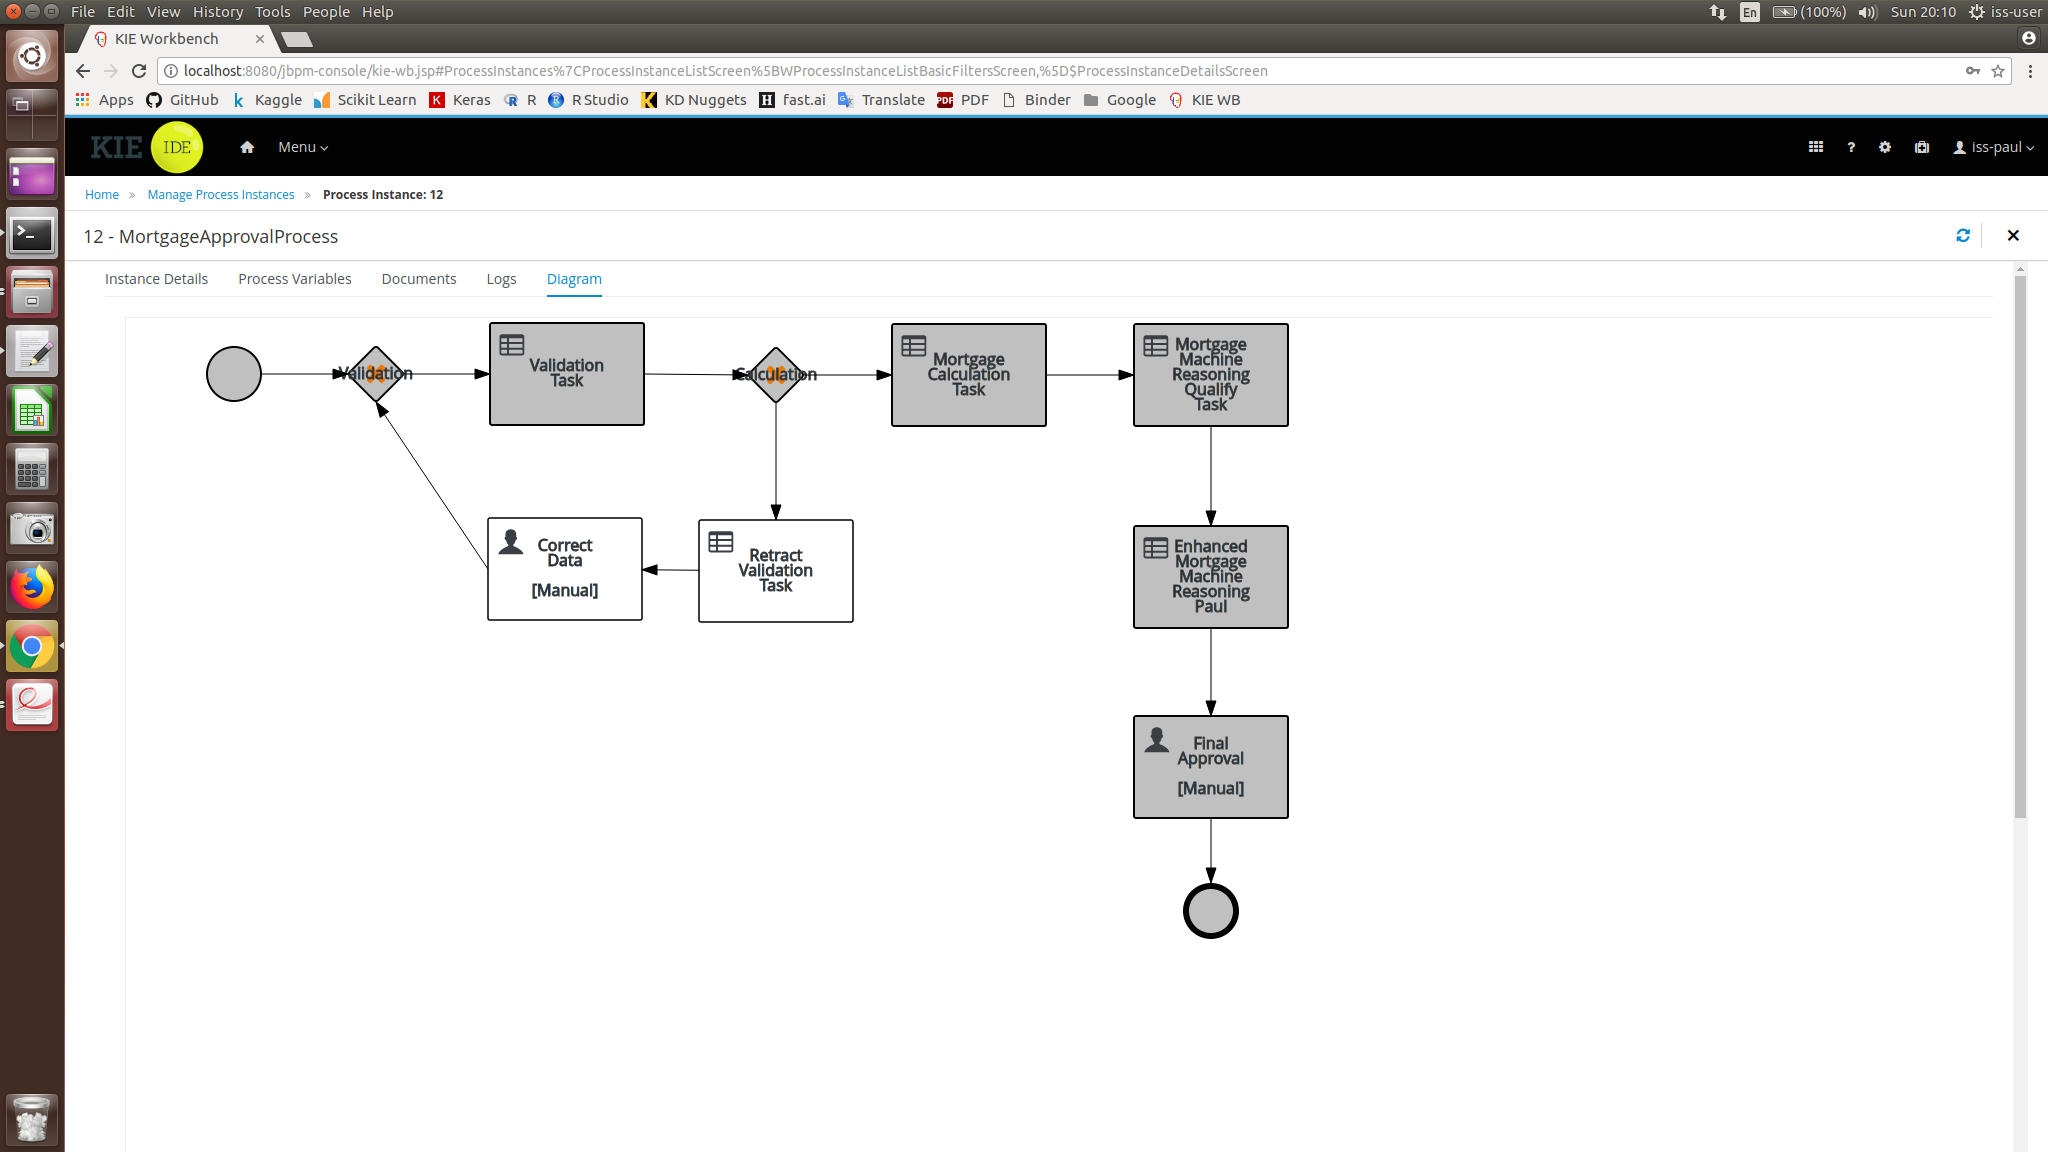 File Edit View History Tools People Help
En (100%) Sun 20:10 iss-user
KIE Workbench
localhost:8080/jbpm-console/kie-wb.jsp#ProcessInstances%7CProcessInstanceListScreen%5BWProcessInstanceListBasicFiltersScreen,%5D$ProcessInstanceDetailsScreen
Apps GitHub k Kaggle Scikit Learn K Keras R R R Studio K KD Nuggets H fast.ai Translate PDF PDF Binder Google KIE WB
KIE IDE Menu ? iss-paul
Home » Manage Process Instances » Process Instance: 12
12 - MortgageApprovalProcess
Instance Details Process Variables Documents Logs Diagram
Validation
Validation
Task
Calculation
Mortgage
Calculation
Task
Mortgage
Machine
Reasoning
Qualify
Task
Correct
Data
[Manual]
Retract
Validation
Task
Enhanced
Mortgage
Machine
Reasoning
Paul
Final
Approval
[Manual]